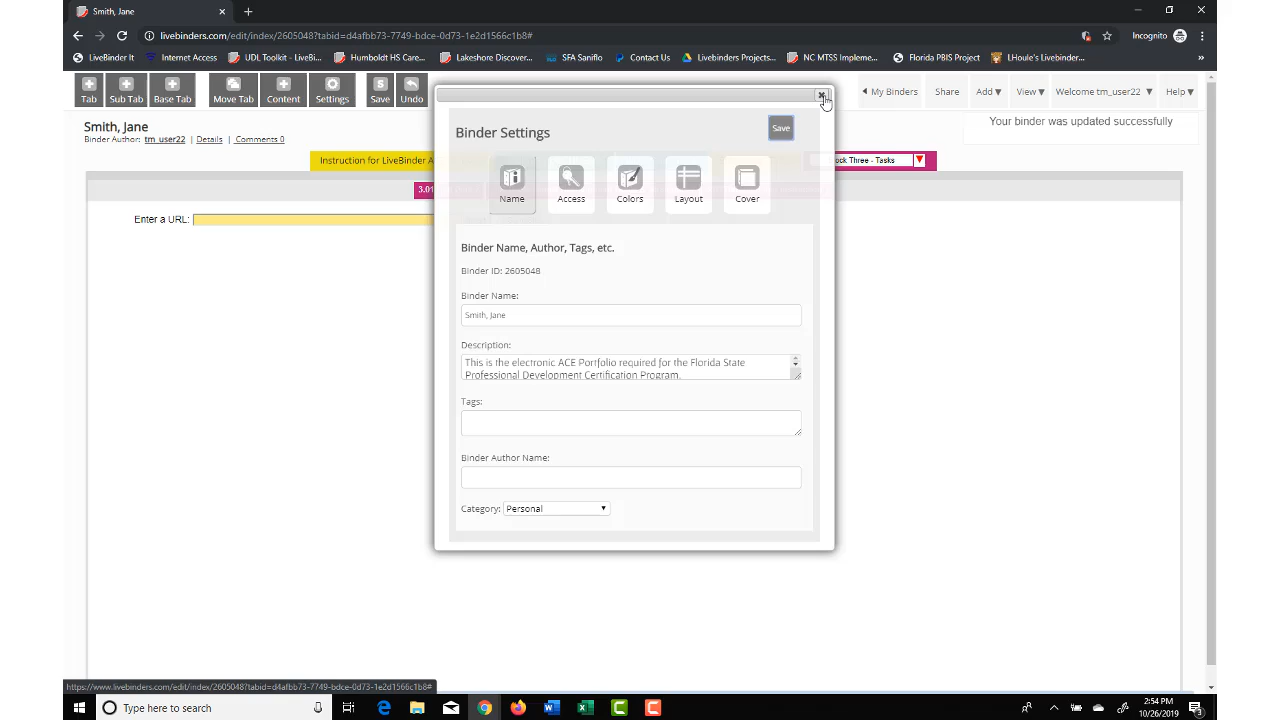 Smith, Jane
livebinders.com/edit/index/2605048?tabid=d4afbb73-7749-bdce-0d73-1e2d1566c1b8#
Incognito
LiveBinder It
Internet Access
UDL Toolkit - LiveBi...
Humboldt HS Care...
Lakeshore Discover...
SFA Saniflo
Contact Us
Livebinders Projects...
NC MTSS Impleme...
Florida PBIS Project
LHoule's Livebinder...
»
Tab
Sub Tab
Base Tab
Move Tab
Content
Settings
Save
Undo
My Binders
Share
Add
View
Welcome tm_user22
Help
Smith, Jane
Binder Author: tm_user22 | Details | Comments 0
Your binder was updated successfully
Instruction for LiveBinder A
ock Three - Tasks
3.01
Enter a URL:
Binder Settings
Save
Name
Access
Colors
Layout
Cover
Binder Name, Author, Tags, etc.
Binder ID: 2605048
Binder Name:
Smith, Jane
Description:
This is the electronic ACE Portfolio required for the Florida State
Professional Development Certification Program.
Tags:
Binder Author Name:
Category: Personal
https://www.livebinders.com/edit/index/2605048?tabid=d4afbb73-7749-bdce-0d73-1e2d1566c1b8#
Type here to search
2:54 PM
10/26/2019
3